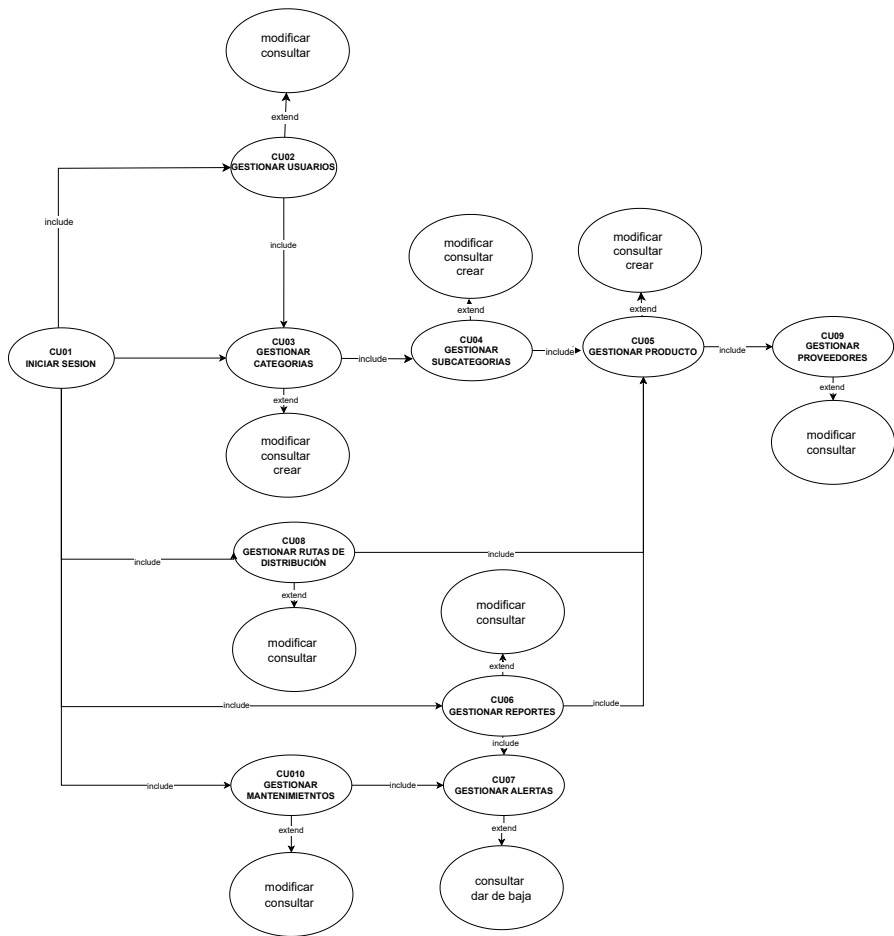 modificar
consultar
extend
CU02
GESTIONAR USUARIOS
include
include
modificar
consultar
crear
extend
modificar
consultar
crear
extend
CU01
INICIAR SESION
CU03
GESTIONAR
CATEGORIAS
include
CU04
GESTIONAR
SUBCATEGORIAS
include
CU05
GESTIONAR PRODUCTO
include
CU09
GESTIONAR
PROVEEDORES
extend
modificar
consultar
crear
extend
modificar
consultar
include
CU08
GESTIONAR RUTAS DE
DISTRIBUCIÓN
include
extend
modificar
consultar
modificar
consultar
extend
include
CU06
GESTIONAR REPORTES
include
include
include
CU010
GESTIONAR
MANTENIMIETNTOS
include
CU07
GESTIONAR ALERTAS
extend
modificar
consultar
extend
consultar
dar de baja